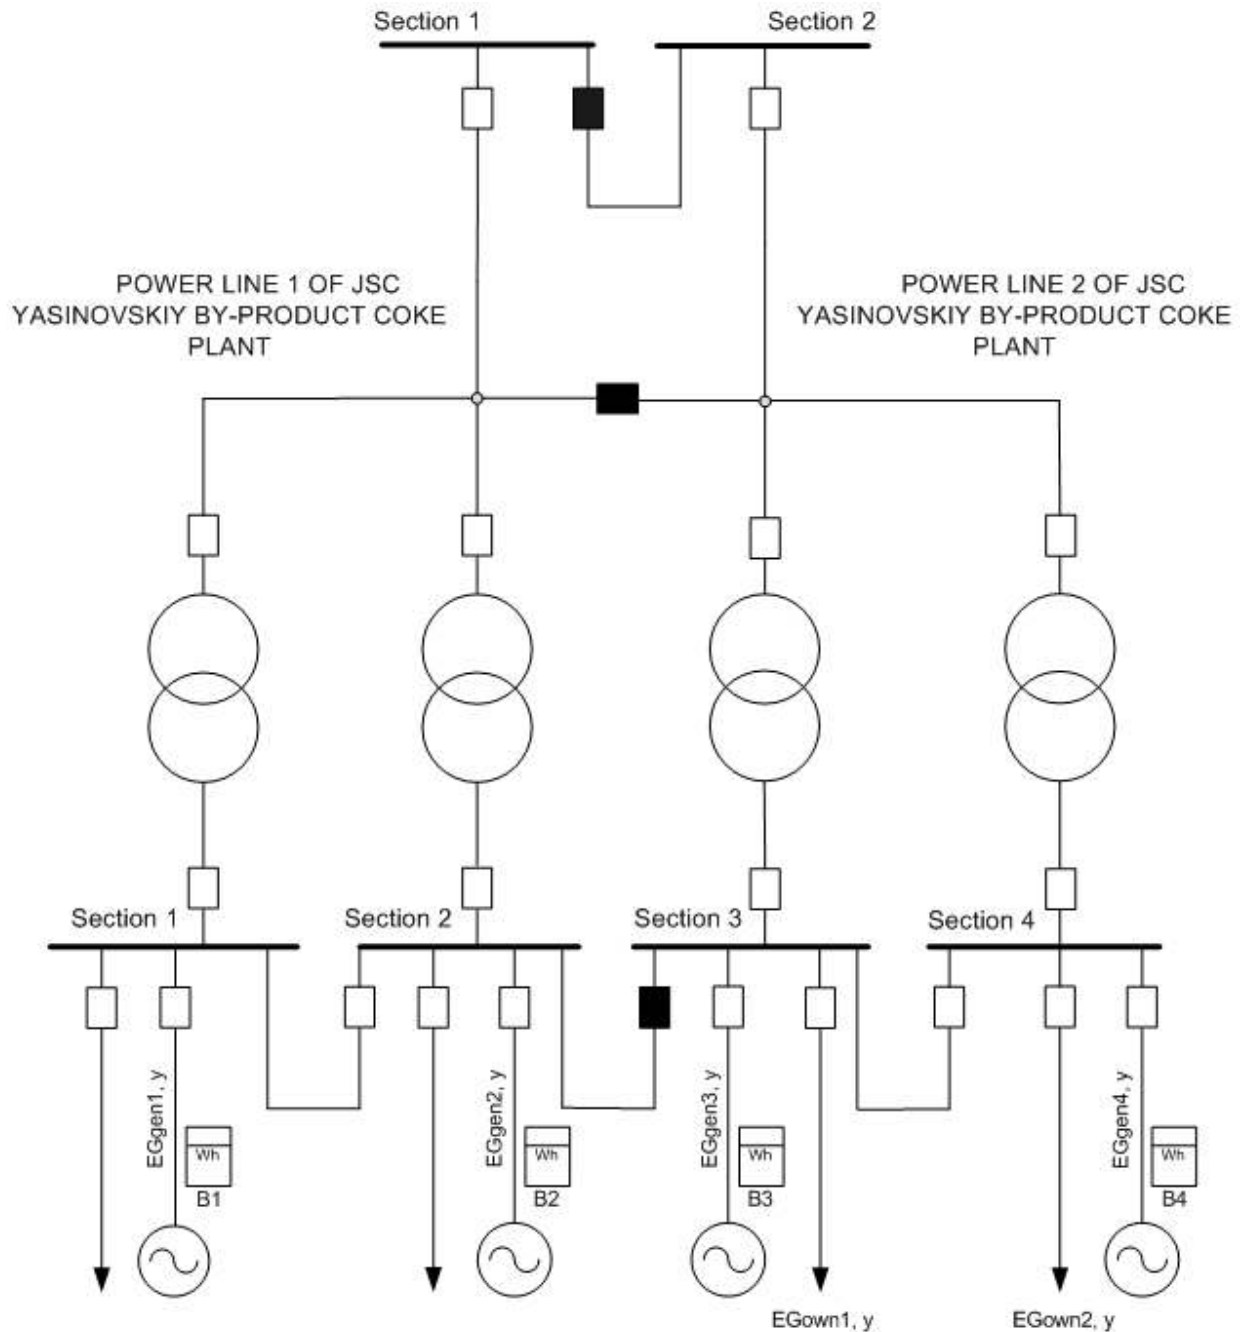 Section 1
Section 2
POWER LINE 1 OF JSC
YASINOVSKIY BY-PRODUCT COKE
PLANT
POWER LINE 2 OF JSC
YASINOVSKIY BY-PRODUCT COKE
PLANT
Section 1
Section 2
Section 3
Section 4
EGgen1, y
Wh
B1
EGgen2, y
Wh
B2
EGgen3, y
Wh
B3
EGgen4, y
Wh
B4
EGown1, y
EGown2, y